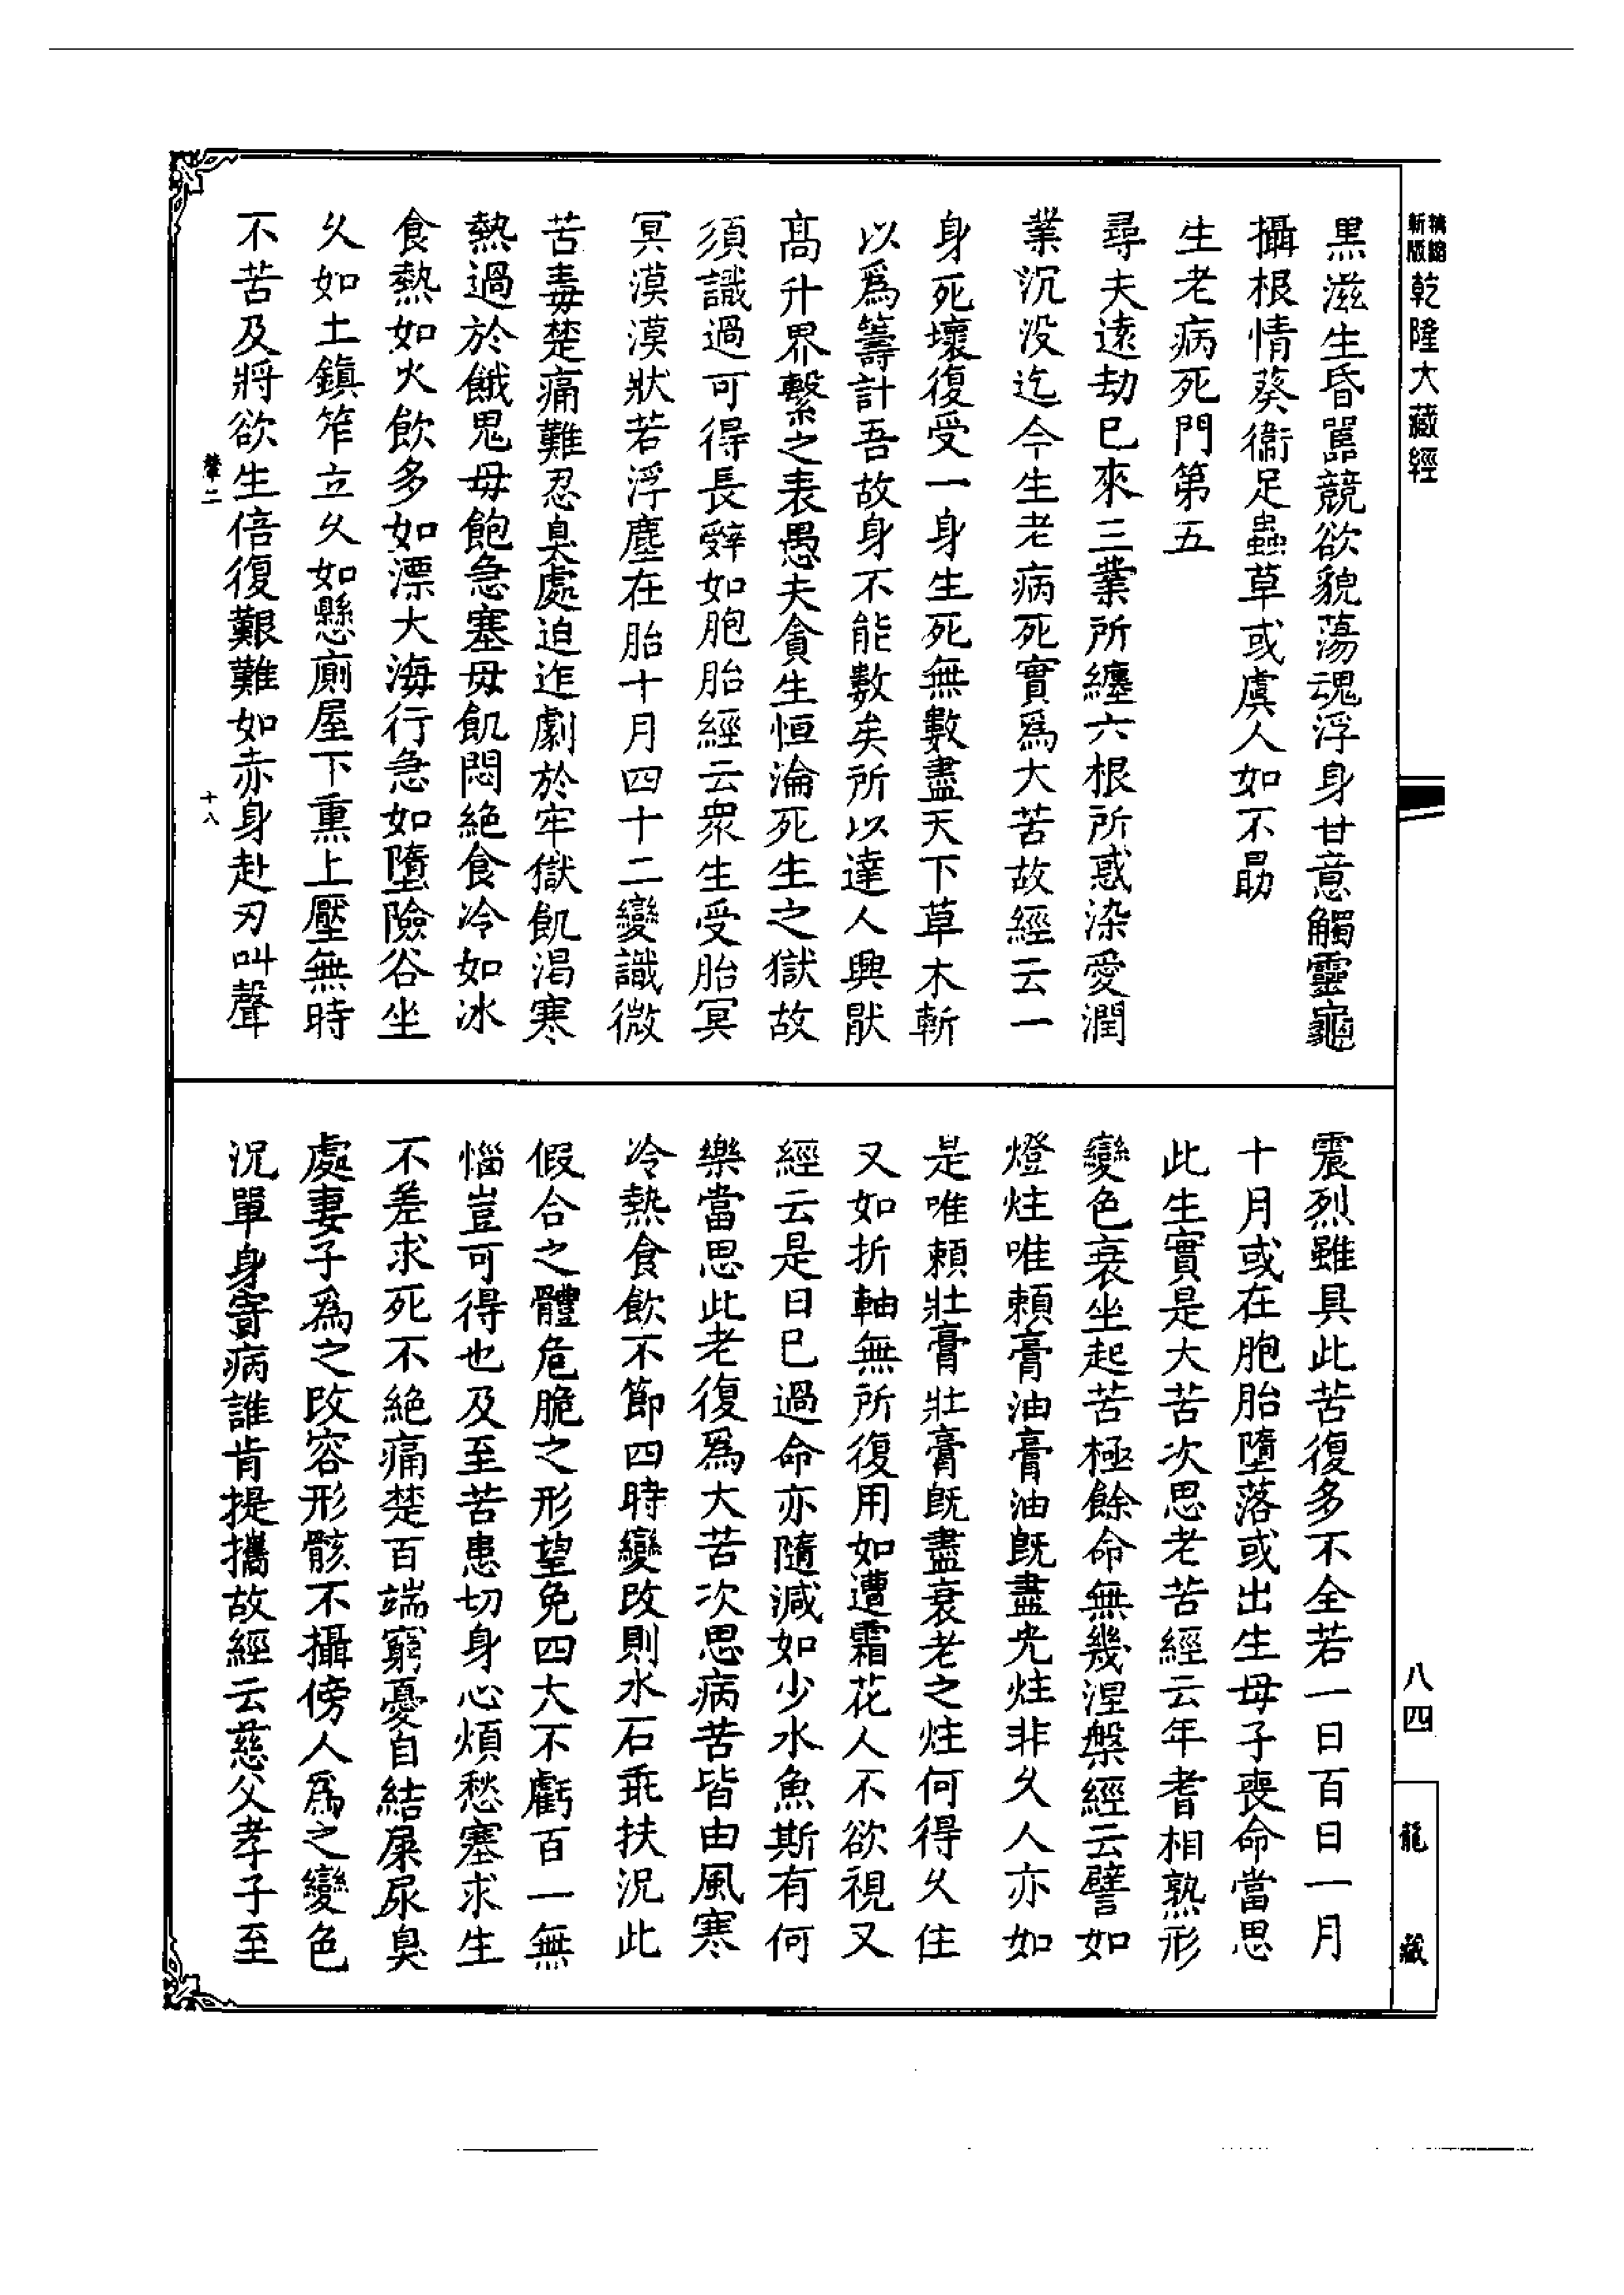 精縮新版乾隆大藏經
黑滋生昏嚚競欲貌蕩魂浮身甘意觸靈龜
攝根情葵衞足蟲草或虞人如不勗
生老病死門第五
尋夫遠劫已來三業所纏六根所惑染愛潤
業沉没迄今生老病死實爲大苦故經云一
身死壞復受一身生死無數盡天下草木斬
以爲籌計吾故身不能數矣所以達人興厭
高升界繫之表愚夫貪生恒淪死生之獄故
須識過可得長辭如胞胎經云衆生受胎冥
冥漠漠狀若浮塵在胎十月四十二變識微
苦毒楚痛難忍臭處迫迮劇於牢獄飢渴寒
熱過於餓鬼母飽急塞母飢悶絶食冷如冰
食熱如火飲多如漂大海行急如墮險谷坐
久如土鎮笮立久如懸廁屋下熏上壓無時
不苦及將欲生倍復艱難如赤身赴刃叫聲
二
十八
震烈雖具此苦復多不全若一日百日一月
十月或在胞胎墮落或出生母子喪命當思
此生實是大苦次思老苦經云年耆相熟形
變色衰坐起苦極餘命無幾涅槃經云譬如
燈炷唯賴膏油膏油旣盡光炷非久人亦如
是唯賴壯膏壯膏旣盡衰老之炷何得久住
又如折軸無所復用如遭霜花人不欲視又
經云是日已過命亦隨減如少水魚斯有何
樂當思此老復爲大苦次思病苦皆由風寒
冷熱食飲不節四時變改則水石乖扶況此
假合之體危脆之形望免四大不虧百一無
惱豈可得也及至苦患切身心煩愁塞求生
不差求死不絶痛楚百端窮憂自結屎尿臭
處妻子爲之改容形骸不攝傍人爲之變色
況單身寄病誰肯提攜故經云慈父孝子至
八四
龍藏